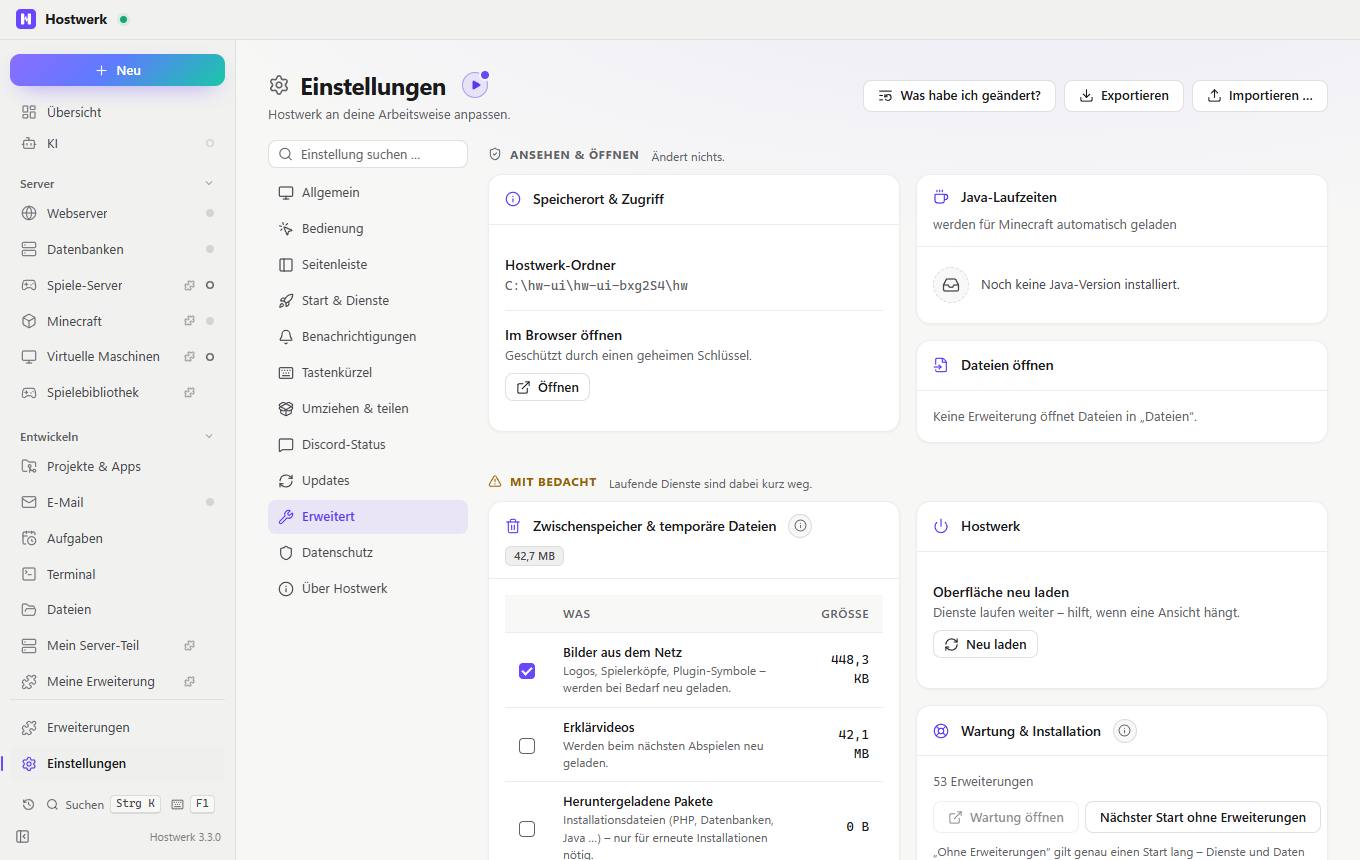 Hostwerk
Neu
Übersicht
KI
Server
Webserver
Datenbanken
Spiele-Server
Minecraft
Virtuelle Maschinen
Spielebibliothek
Entwickeln
Projekte & Apps
E-Mail
Aufgaben
Terminal
Dateien
Mein Server-Teil
Meine Erweiterung
Erweiterungen
Einstellungen
Suchen Strg K F1
Hostwerk 3.3.0
Einstellungen
Hostwerk an deine Arbeitsweise anpassen.
Was habe ich geändert?
Exportieren
Importieren ...
Einstellung suchen ...
Allgemein
Bedienung
Seitenleiste
Start & Dienste
Benachrichtigungen
Tastenkürzel
Umziehen & teilen
Discord-Status
Updates
Erweitert
Datenschutz
Über Hostwerk
ANSEHEN & ÖFFNEN Ändert nichts.
Speicherort & Zugriff
Hostwerk-Ordner
C:\hw-ui\hw-ui-bxg2S4\hw
Im Browser öffnen
Geschützt durch einen geheimen Schlüssel.
Öffnen
Java-Laufzeiten
werden für Minecraft automatisch geladen
Noch keine Java-Version installiert.
Dateien öffnen
Keine Erweiterung öffnet Dateien in „Dateien“.
MIT BEDACHT Laufende Dienste sind dabei kurz weg.
Zwischenspeicher & temporäre Dateien
42,7 MB
WAS GRÖSSE
Bilder aus dem Netz
Logos, Spielerköpfe, Plugin-Symbole –
werden bei Bedarf neu geladen.
448,3
KB
Erklärvideos
Werden beim nächsten Abspielen neu
geladen.
42,1
MB
Heruntergeladene Pakete
Installationsdateien (PHP, Datenbanken,
Java ...) – nur für erneute Installationen
nötig.
0 B
Hostwerk
Oberfläche neu laden
Dienste laufen weiter – hilft, wenn eine Ansicht hängt.
Neu laden
Wartung & Installation
53 Erweiterungen
Wartung öffnen
Nächster Start ohne Erweiterungen
„Ohne Erweiterungen“ gilt genau einen Start lang – Dienste und Daten